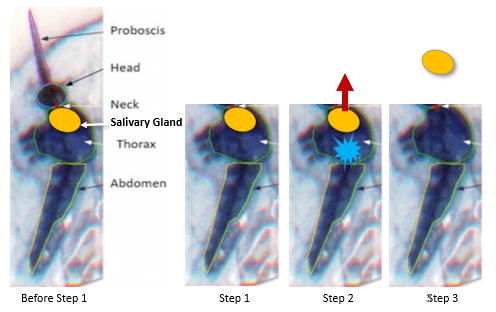 Proboscis
Head
Neck
Salivary Gland
Thorax
Abdomen
Before Step 1
Step 1
Step 2
Step 3